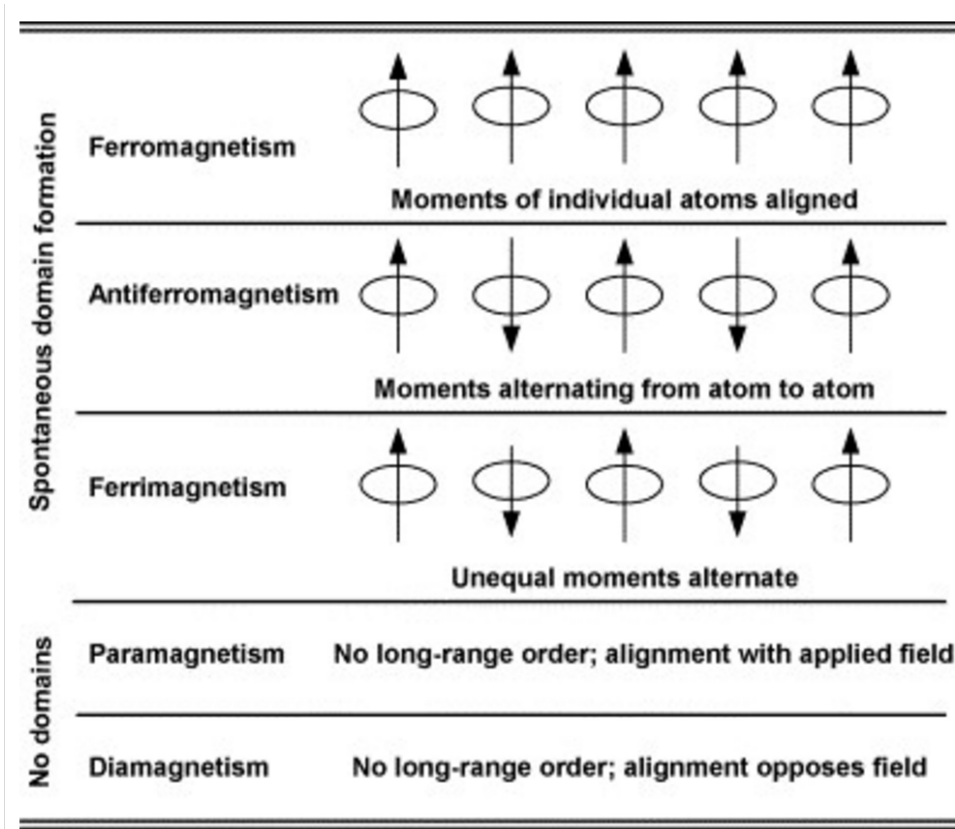 Spontaneous domain formation
Ferromagnetism
Moments of individual atoms aligned
Antiferromagnetism
Moments alternating from atom to atom
Ferrimagnetism
Unequal moments alternate
No domains
Paramagnetism No long-range order; alignment with applied field
Diamagnetism No long-range order; alignment opposes field